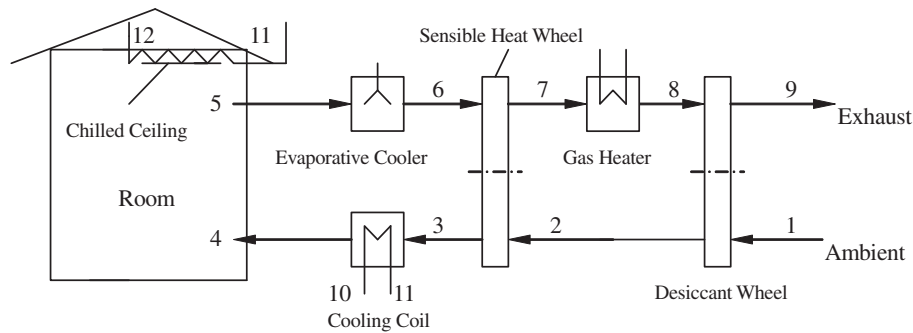 12 11 Sensible Heat Wheel
5 6 7 8 9
Chilled Ceiling Exhaust
Evaporative Cooler Gas Heater
Room
4 3 2 1
Ambient
10 11 Desiccant Wheel
Cooling Coil